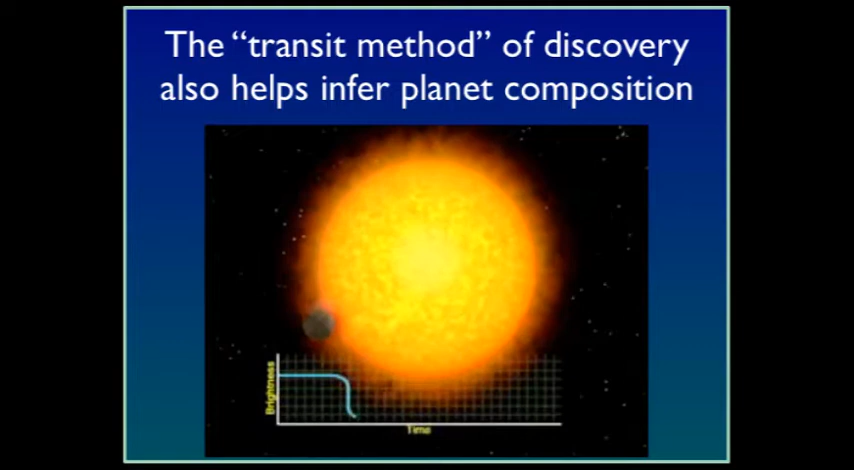 The “transit method” of discovery
also helps infer planet composition
Brightness
Time